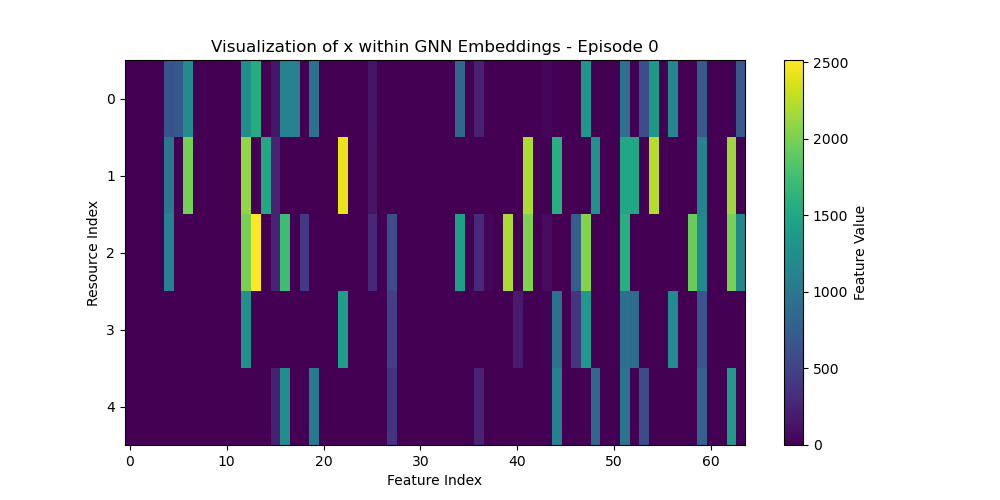 Visualization of x within GNN Embeddings - Episode 0
Resource Index
0
1
2
3
4
0 10 20 30 40 50 60
Feature Index
2500
2000
1500
1000
500
0
Feature Value